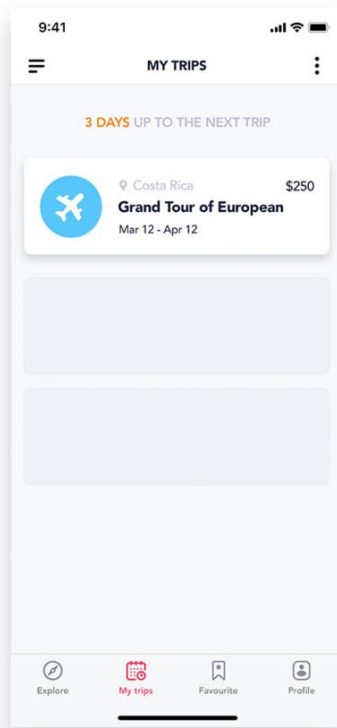 9:41
MY TRIPS
3 DAYS UP TO THE NEXT TRIP
Costa Rica
$250
Grand Tour of European
Mar 12 - Apr 12
Explore
My trips
Favourite
Profile